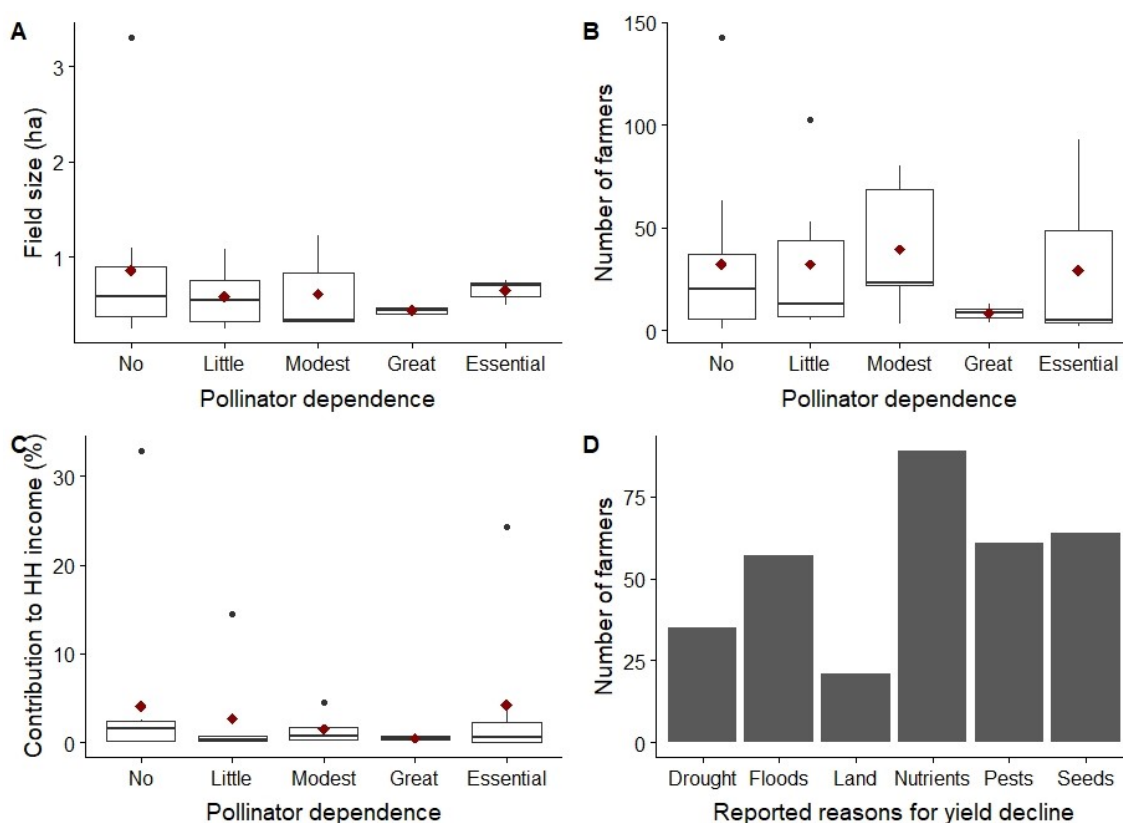 A
Field size (ha)
3
2
1
No Little Modest Great Essential
Pollinator dependence
B
Number of farmers
150
100
50
0
No Little Modest Great Essential
Pollinator dependence
C
Contribution to HH income (%)
30
20
10
0
No Little Modest Great Essential
Pollinator dependence
D
Number of farmers
75
50
25
0
Drought Floods Land Nutrients Pests Seeds
Reported reasons for yield decline